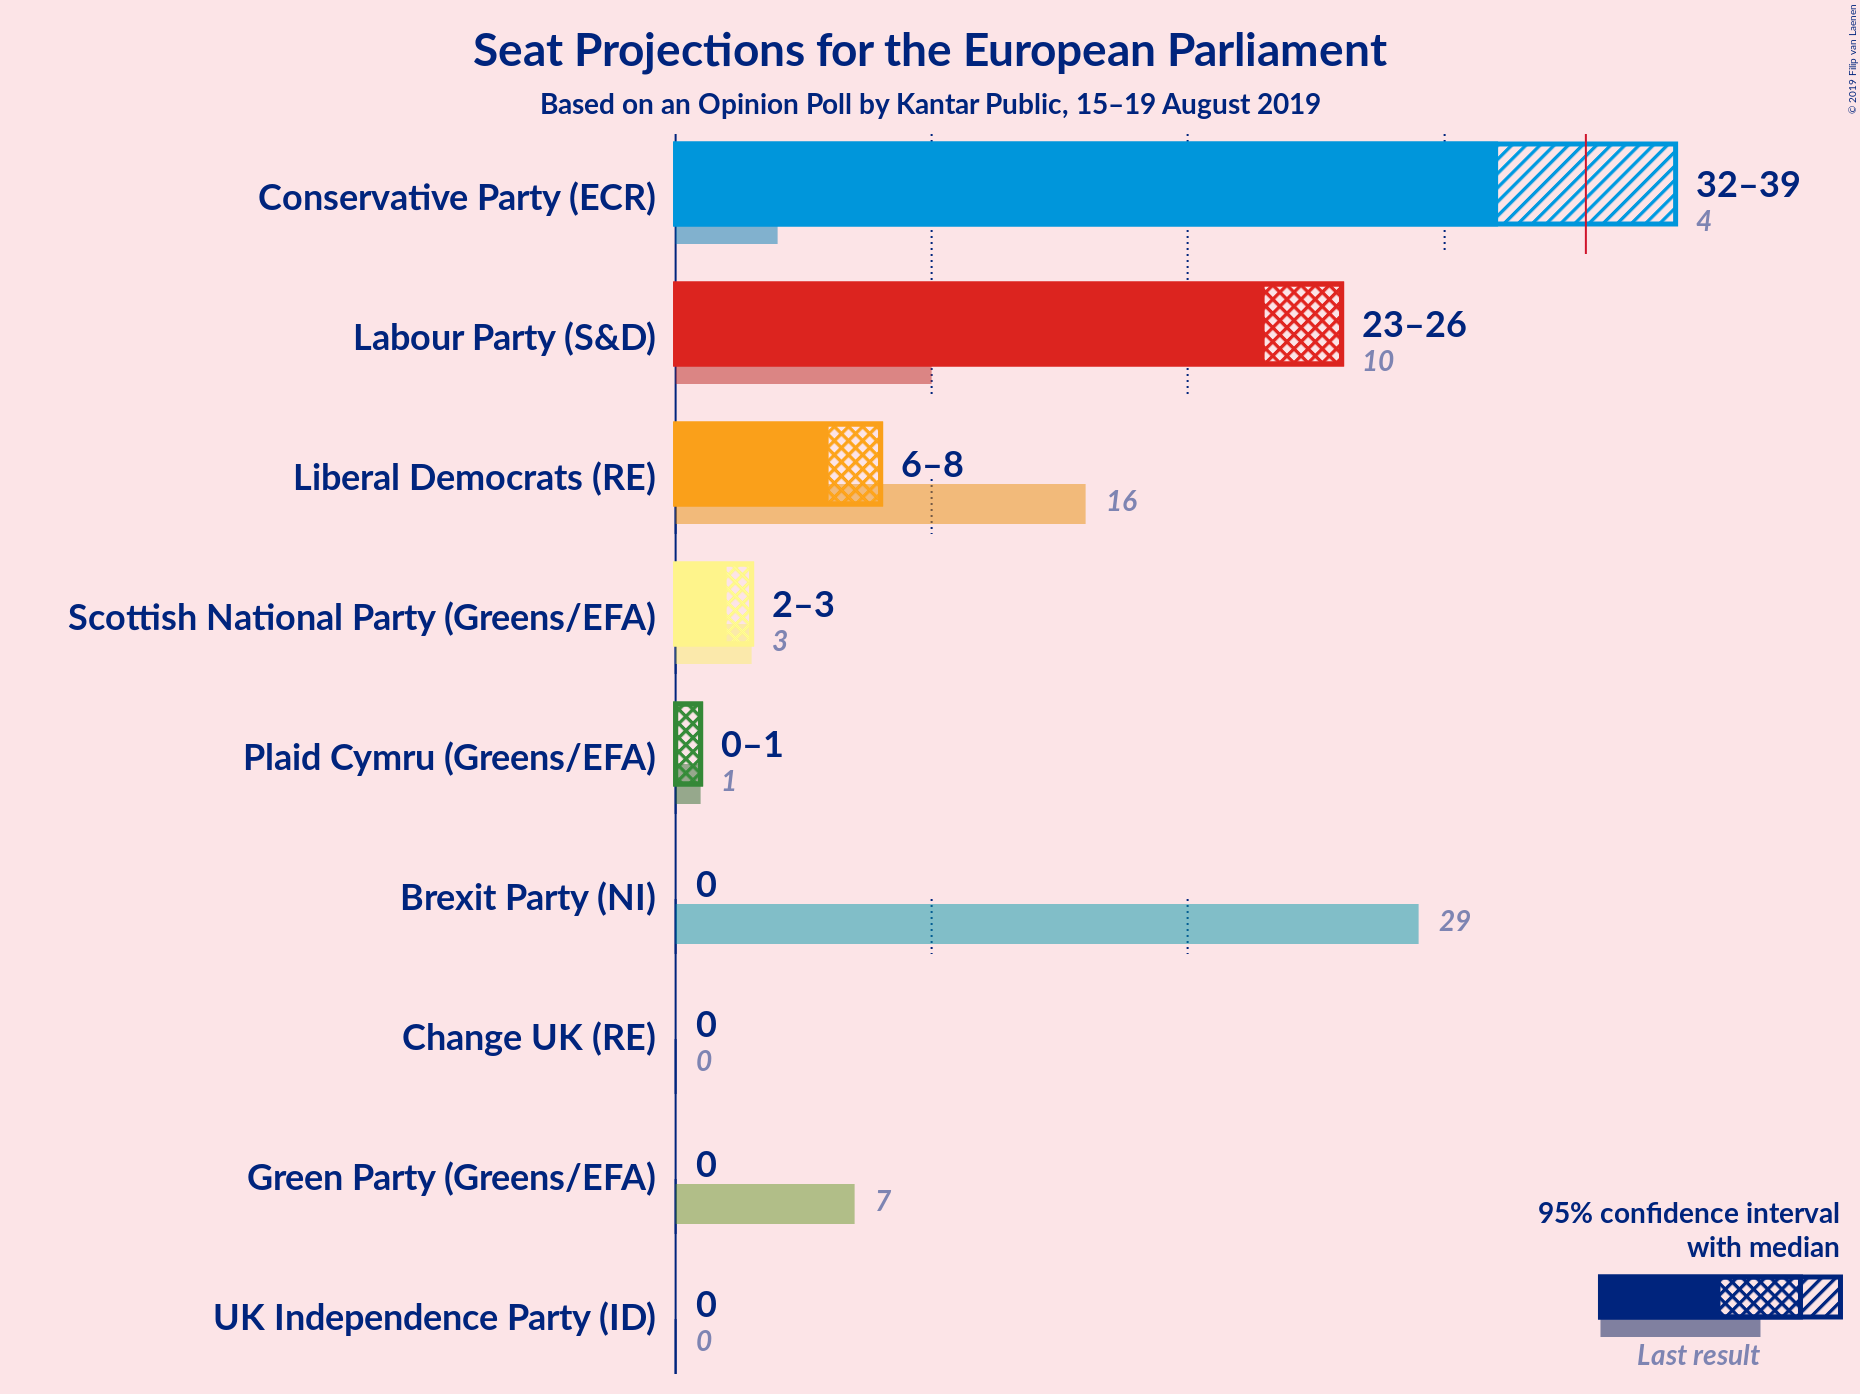 Seat Projections for the European Parliament
Based on an Opinion Poll by Kantar Public, 15–19 August 2019
© 2019 Filip van Laenen
Conservative Party (ECR)
32–39
4
Labour Party (S&D)
23–26
10
Liberal Democrats (RE)
6–8
16
Scottish National Party (Greens/EFA)
2–3
3
Plaid Cymru (Greens/EFA)
0–1
1
Brexit Party (NI)
0
29
Change UK (RE)
0
0
Green Party (Greens/EFA)
0
7
UK Independence Party (ID)
0
0
95% confidence interval
with median
Last result